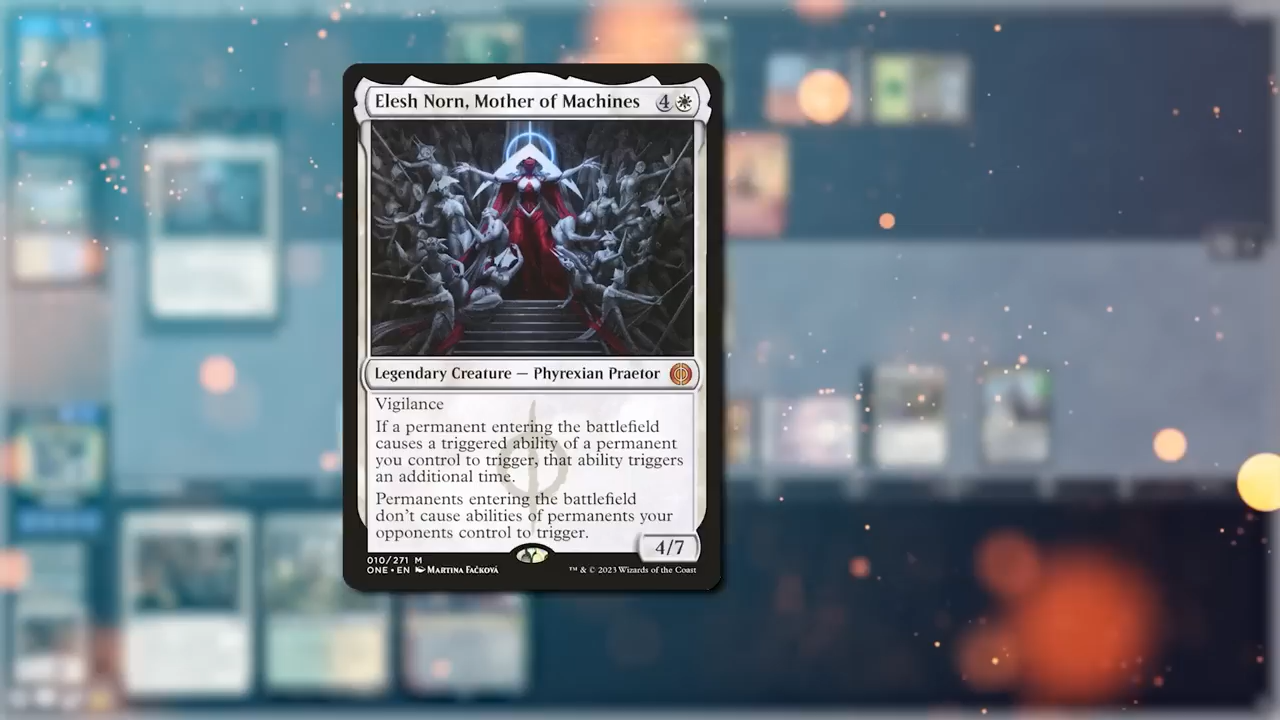 Elesh Norn, Mother of Machines 4
Legendary Creature — Phyrexian Praetor
Vigilance
If a permanent entering the battlefield
causes a triggered ability of a permanent
you control to trigger, that ability triggers
an additional time.
Permanents entering the battlefield
don't cause abilities of permanents your
opponents control to trigger.
4/7
010/271 M
ONE • EN Martina Fačková
™ & © 2023 Wizards of the Coast